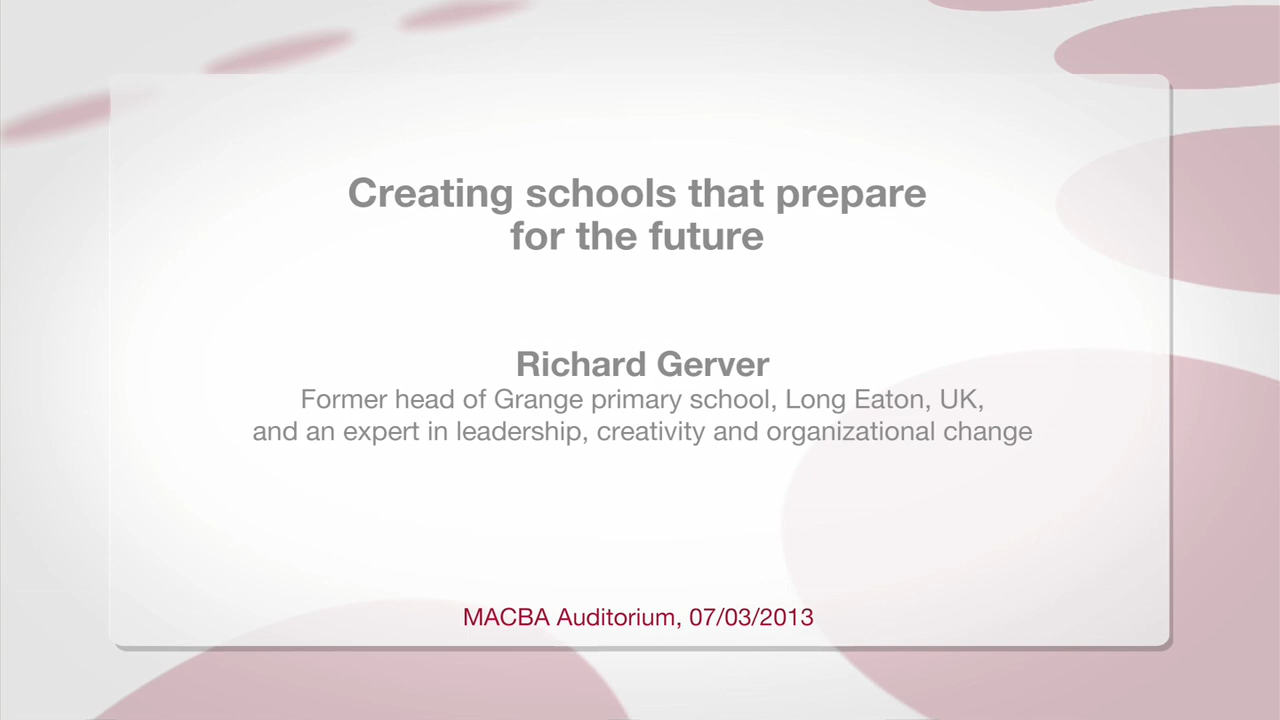 Creating schools that prepare
for the future
Richard Gerver
Former head of Grange primary school, Long Eaton, UK,
and an expert in leadership, creativity and organizational change
MACBA Auditorium, 07/03/2013